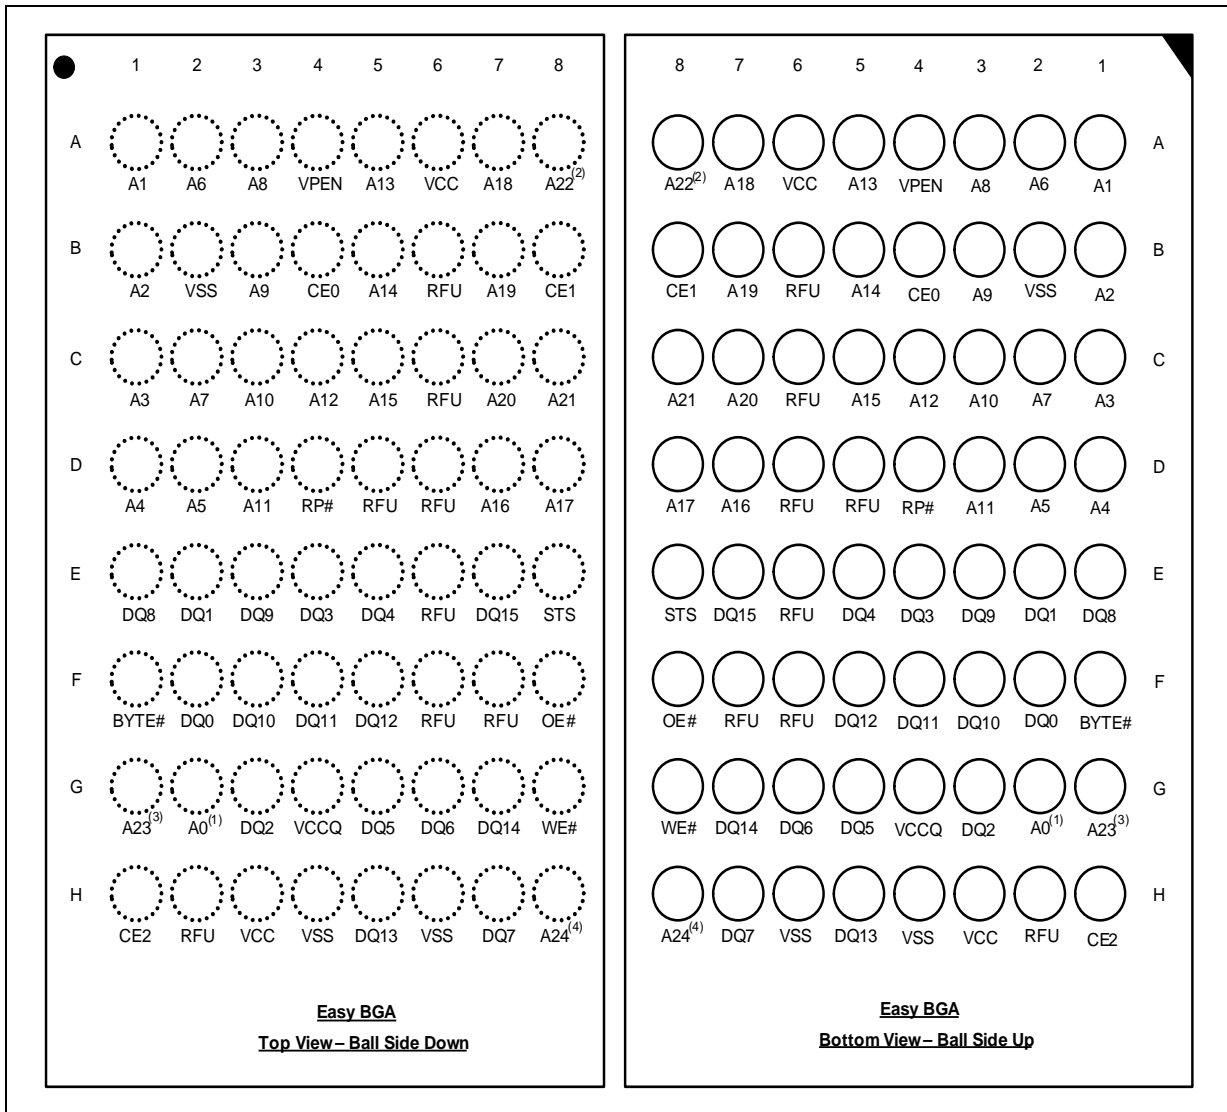 1 2 3 4 5 6 7 8
A
A1 A6 A8 VPEN A13 VCC A18 A22(2)
B
A2 VSS A9 CE0 A14 RFU A19 CE1
C
A3 A7 A10 A12 A15 RFU A20 A21
D
A4 A5 A11 RP# RFU RFU A16 A17
E
DQ8 DQ1 DQ9 DQ3 DQ4 RFU DQ15 STS
F
BYTE# DQ0 DQ10 DQ11 DQ12 RFU RFU OE#
G
A23(3) A0(1) DQ2 VCCQ DQ5 DQ6 DQ14 WE#
H
CE2 RFU VCC VSS DQ13 VSS DQ7 A24(4)
Easy BGA
Top View – Ball Side Down
8 7 6 5 4 3 2 1
A
A22(2) A18 VCC A13 VPEN A8 A6 A1
B
CE1 A19 RFU A14 CE0 A9 VSS A2
C
A21 A20 RFU A15 A12 A10 A7 A3
D
A17 A16 RFU RFU RP# A11 A5 A4
E
STS DQ15 RFU DQ4 DQ3 DQ9 DQ1 DQ8
F
OE# RFU RFU DQ12 DQ11 DQ10 DQ0 BYTE#
G
WE# DQ14 DQ6 DQ5 VCCQ DQ2 A0(1) A23(3)
H
A24(4) DQ7 VSS DQ13 VSS VCC RFU CE2
Easy BGA
Bottom View – Ball Side Up